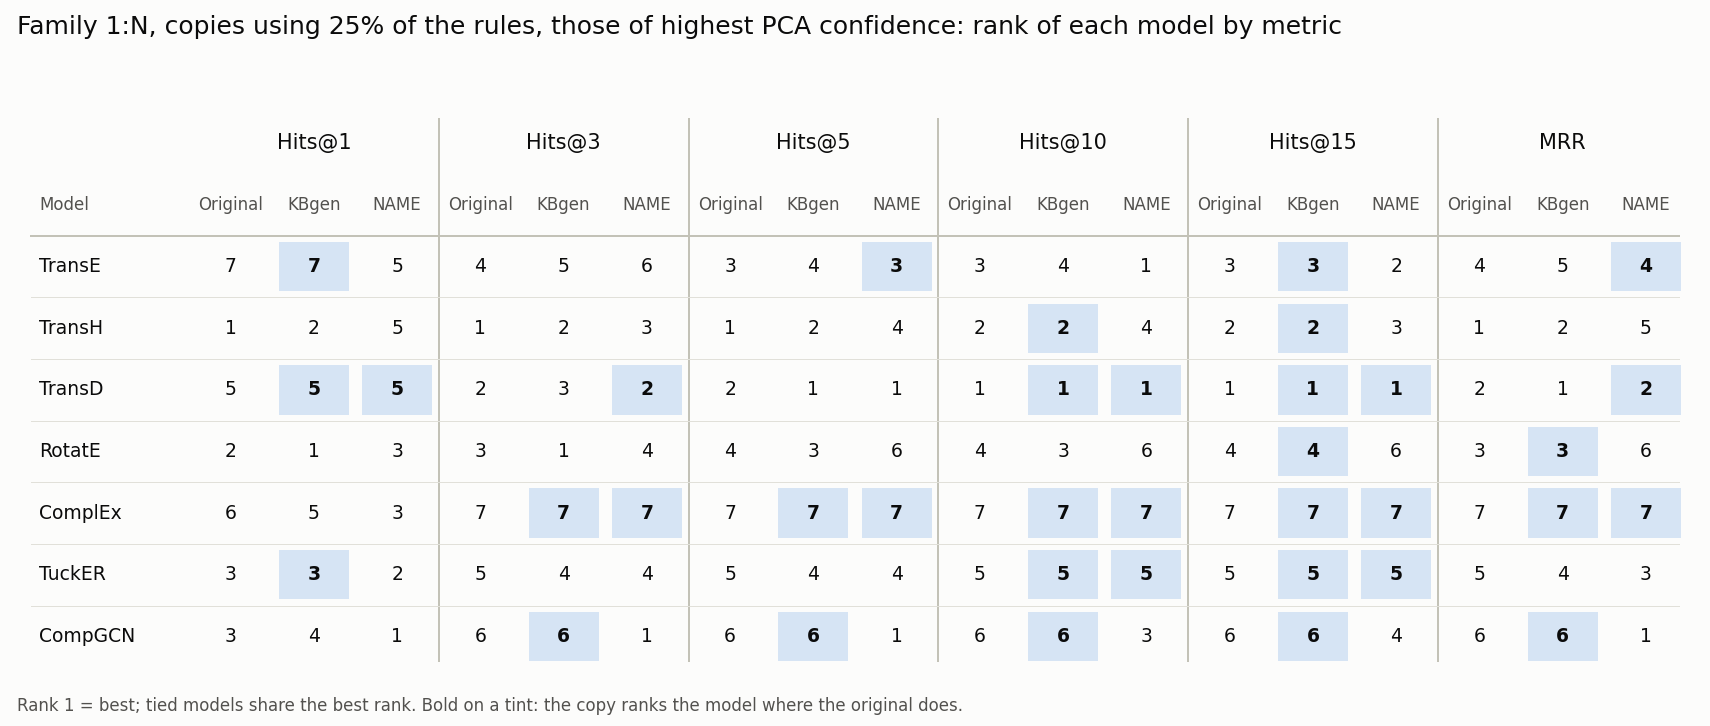 Family 1:N, copies using 25% of the rules, those of highest PCA confidence: rank of each model by metric
Hits@1 Hits@3 Hits@5 Hits@10 Hits@15 MRR
Model Original KBgen NAME Original KBgen NAME Original KBgen NAME Original KBgen NAME Original KBgen NAME Original KBgen NAME
TransE 7 7 5 4 5 6 3 4 3 3 4 1 3 3 2 4 5 4
TransH 1 2 5 1 2 3 1 2 4 2 2 4 2 2 3 1 2 5
TransD 5 5 5 2 3 2 2 1 1 1 1 1 1 1 1 2 1 2
RotatE 2 1 3 3 1 4 4 3 6 4 3 6 4 4 6 3 3 6
ComplEx 6 5 3 7 7 7 7 7 7 7 7 7 7 7 7 7 7 7
TuckER 3 3 2 5 4 4 5 4 4 5 5 5 5 5 5 5 4 3
CompGCN 3 4 1 6 6 1 6 6 1 6 6 3 6 6 4 6 6 1
Rank 1 = best; tied models share the best rank. Bold on a tint: the copy ranks the model where the original does.